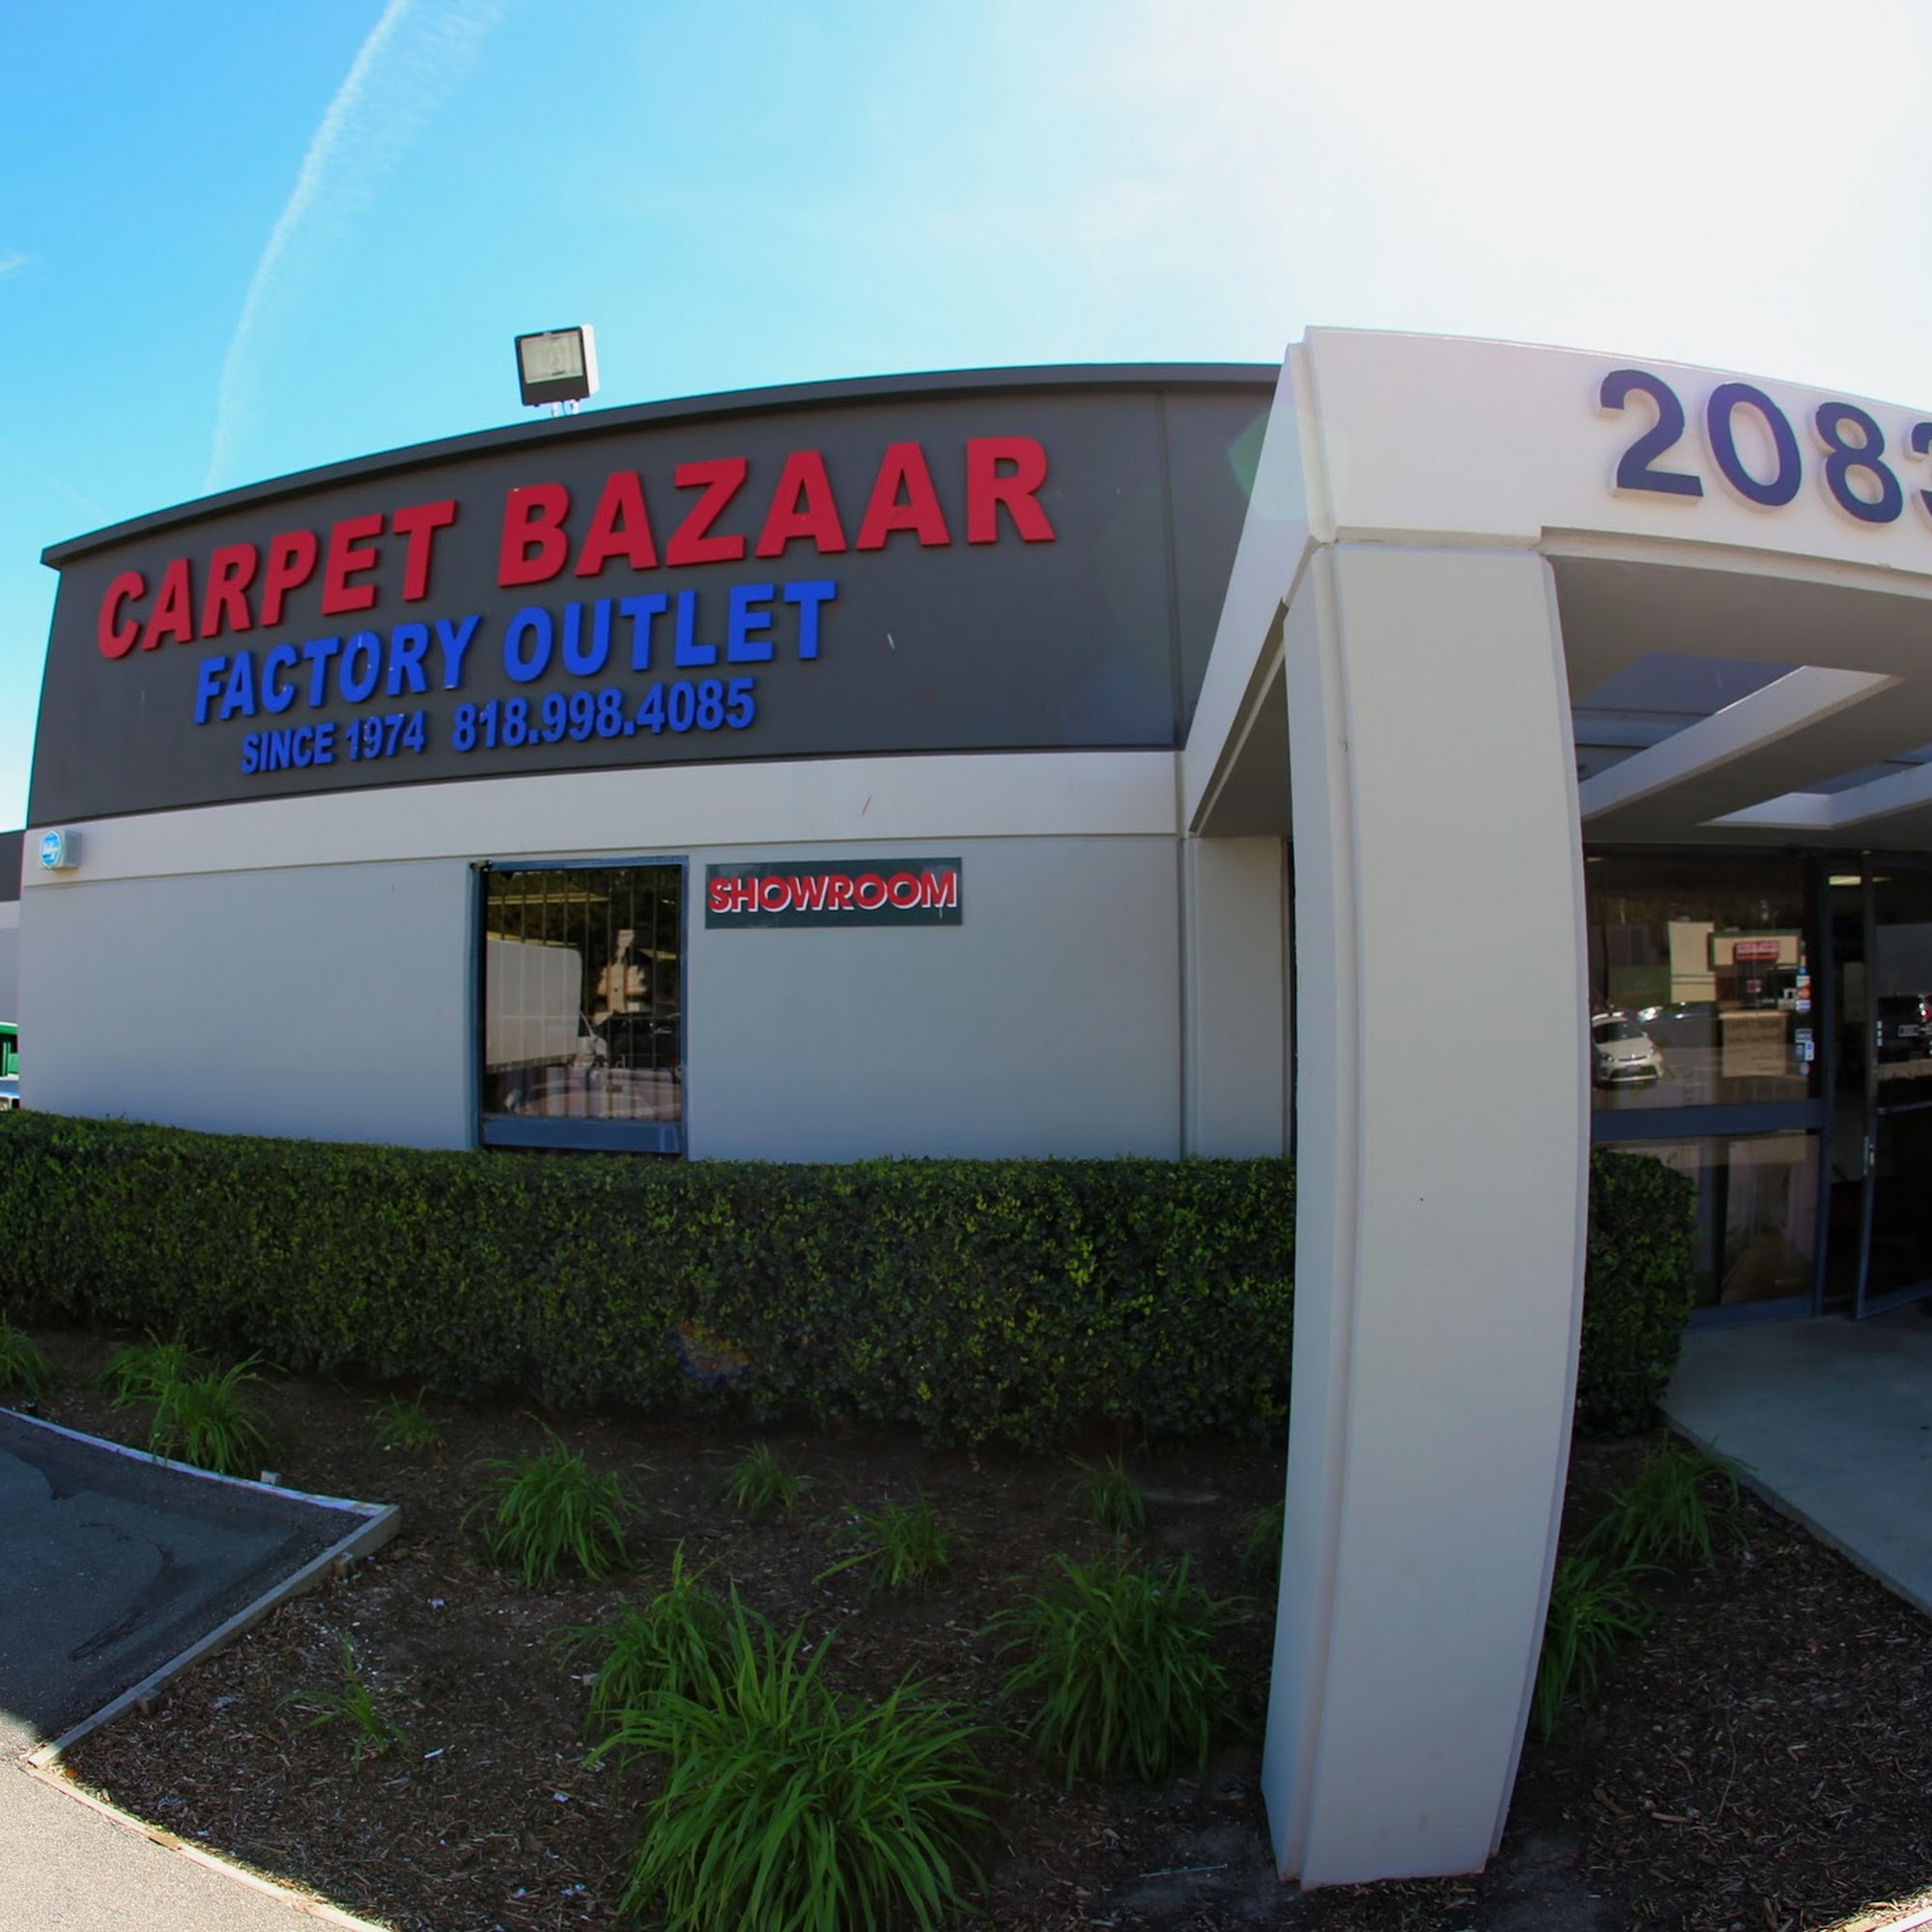 CARPET BAZAAR
FACTORY OUTLET
SINCE 1974 818.998.4085
SHOWROOM
2083